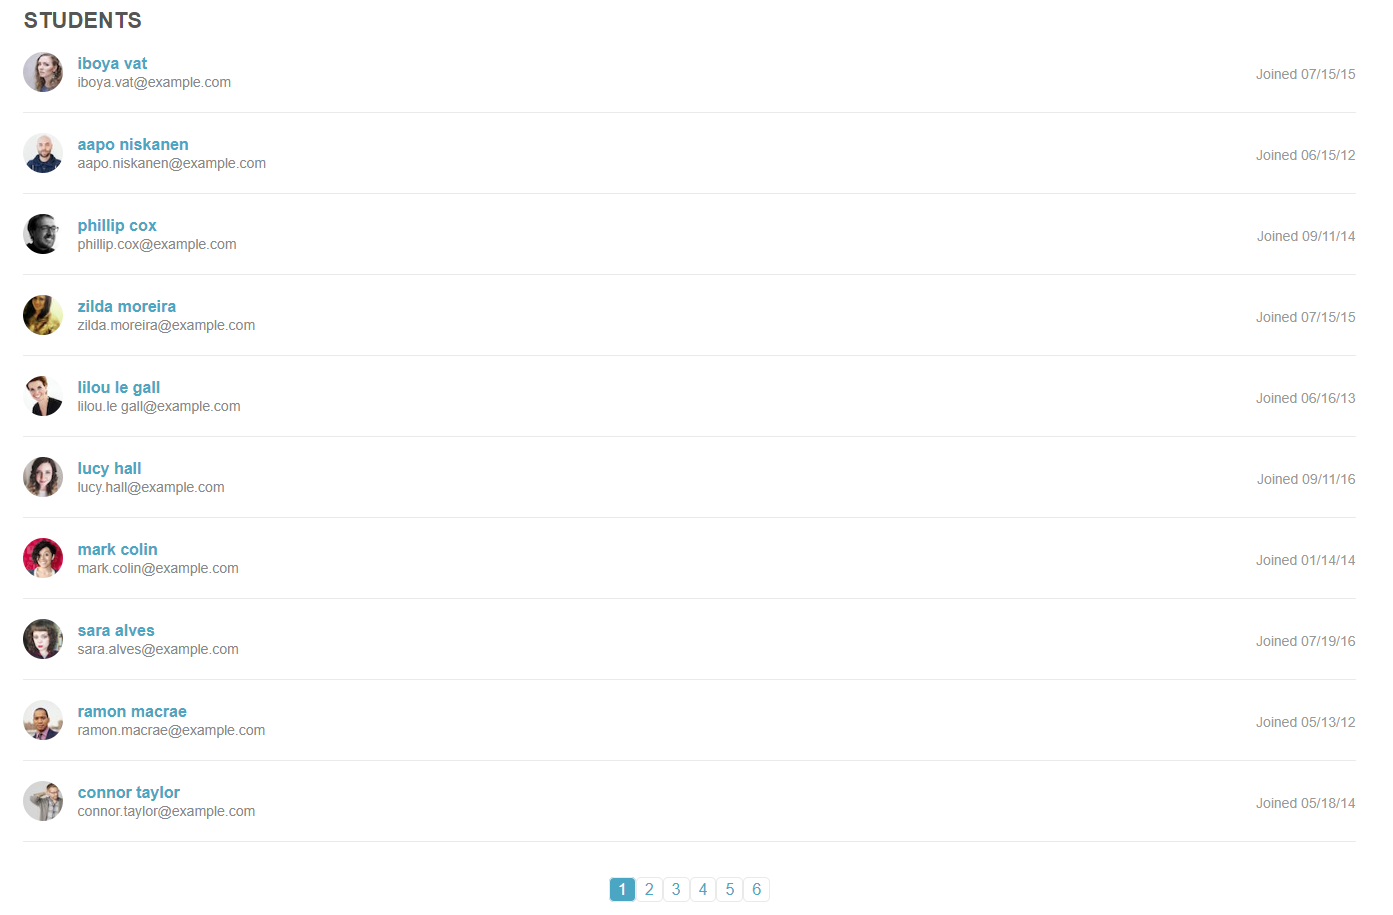 STUDENTS
iboya vat
iboya.vat@example.com
Joined 07/15/15
aapo niskanen
aapo.niskanen@example.com
Joined 06/15/12
phillip cox
phillip.cox@example.com
Joined 09/11/14
zilda moreira
zilda.moreira@example.com
Joined 07/15/15
lilou le gall
lilou.le gall@example.com
Joined 06/16/13
lucy hall
lucy.hall@example.com
Joined 09/11/16
mark colin
mark.colin@example.com
Joined 01/14/14
sara alves
sara.alves@example.com
Joined 07/19/16
ramon macrae
ramon.macrae@example.com
Joined 05/13/12
connor taylor
connor.taylor@example.com
Joined 05/18/14
1 2 3 4 5 6